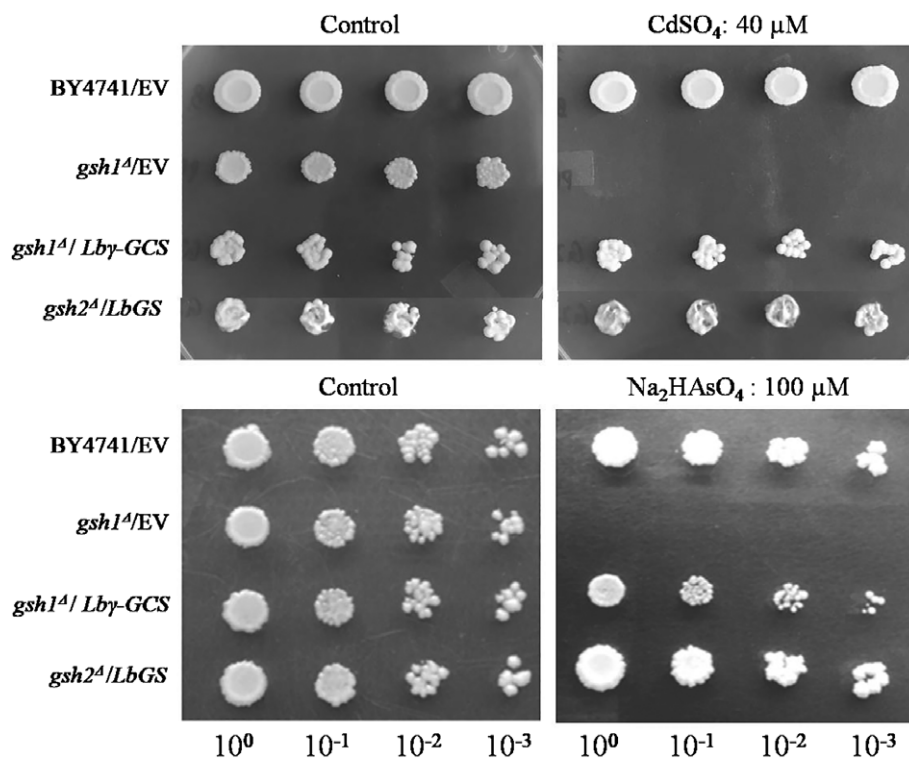 Control CdSO₄: 40 µM
BY4741/EV
gsh1Δ/EV
gsh1Δ/ Lbγ-GCS
gsh2Δ/LbGS
Control Na₂HAsO₄ : 100 µM
BY4741/EV
gsh1Δ/EV
gsh1Δ/ Lbγ-GCS
gsh2Δ/LbGS
10⁰ 10⁻¹ 10⁻² 10⁻³ 10⁰ 10⁻¹ 10⁻² 10⁻³